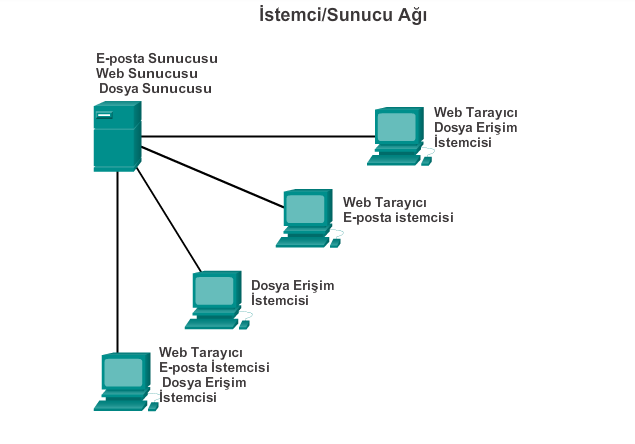 İstemci/Sunucu Ağı
E-posta Sunucusu
Web Sunucusu
Dosya Sunucusu
Web Tarayıcı
Dosya Erişim
İstemcisi
Web Tarayıcı
E-posta istemcisi
Dosya Erişim
İstemcisi
Web Tarayıcı
E-posta İstemcisi
Dosya Erişim
İstemcisi